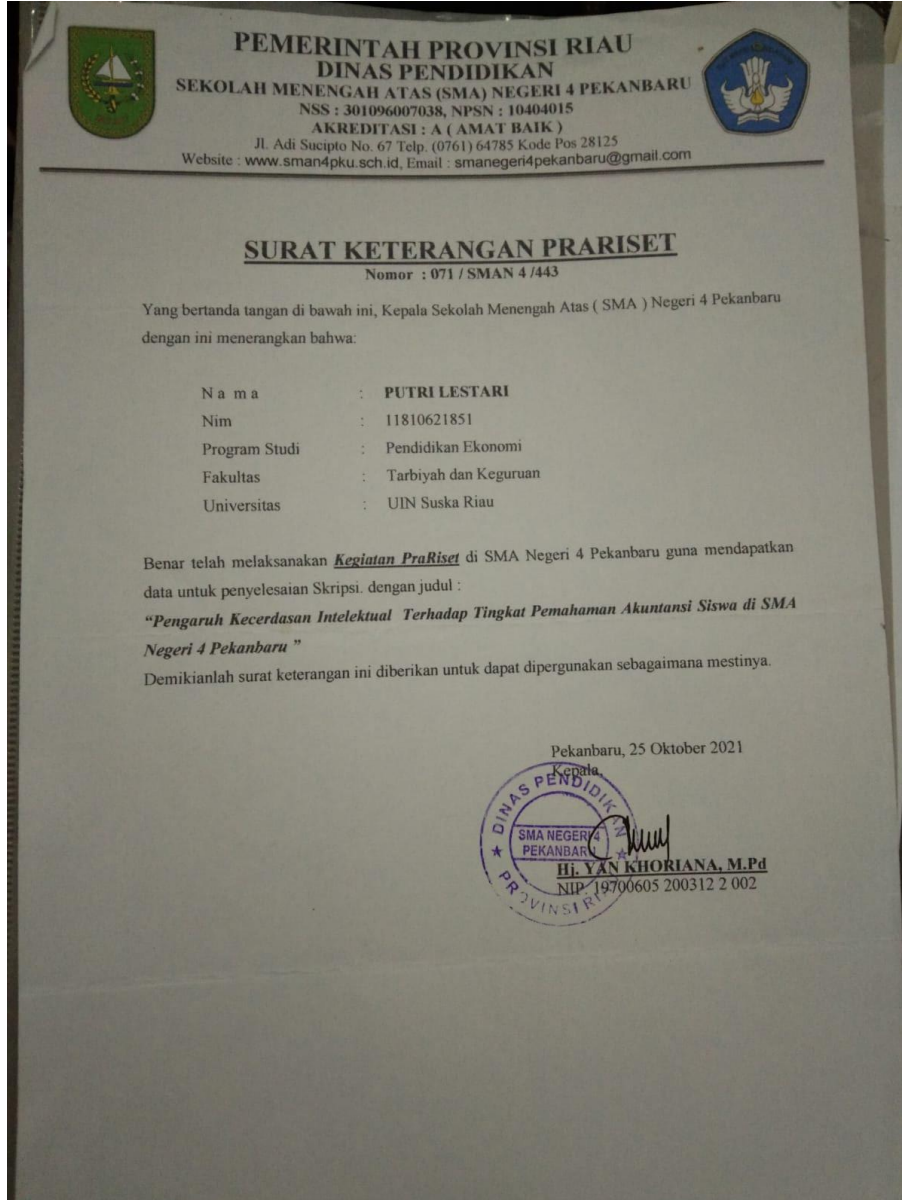 PEMERINTAH PROVINSI RIAU
DINAS PENDIDIKAN
SEKOLAH MENENGAH ATAS (SMA) NEGERI 4 PEKANBARU
NSS : 301096007038, NPSN : 10404015
AKREDITASI : A ( AMAT BAIK )
Jl. Adi Sucipto No. 67 Telp. (0761) 64785 Kode Pos 28125
Website : www.sman4pku.sch.id, Email : smanegeri4pekanbaru@gmail.com
SURAT KETERANGAN PRARISET
Nomor : 071 / SMAN 4 /443
Yang bertanda tangan di bawah ini, Kepala Sekolah Menengah Atas ( SMA ) Negeri 4 Pekanbaru
dengan ini menerangkan bahwa:
N a m a : PUTRI LESTARI
Nim : 11810621851
Program Studi : Pendidikan Ekonomi
Fakultas : Tarbiyah dan Keguruan
Universitas : UIN Suska Riau
Benar telah melaksanakan Kegiatan PraRiset di SMA Negeri 4 Pekanbaru guna mendapatkan
data untuk penyelesaian Skripsi. dengan judul :
“Pengaruh Kecerdasan Intelektual Terhadap Tingkat Pemahaman Akuntansi Siswa di SMA
Negeri 4 Pekanbaru ”
Demikianlah surat keterangan ini diberikan untuk dapat dipergunakan sebagaimana mestinya.
Pekanbaru, 25 Oktober 2021
Kepala,
DINAS PENDIDIKAN
SMA NEGERI 4
PEKANBARU
PROVINSI RIAU
Hj. YAN KHORIANA, M.Pd
NIP. 19700605 200312 2 002